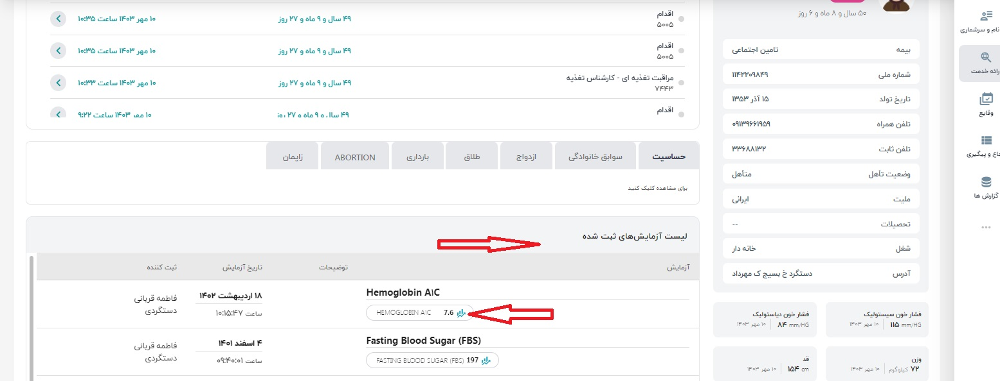 نام و سرشماری
رائه خدمت
وقایع
جاع و پیگیری
گزارش ها
۵۰ سال و ۸ ماه و ۶ روز
بیمه تامین اجتماعی
شماره ملی ۱۱۴۲۲۰۹۸۴۹
تاریخ تولد ۱۵ آذر ۱۳۵۳
تلفن همراه ۰۹۱۳۹۶۶۱۹۵۹
تلفن ثابت ۳۳۶۸۸۱۳۲
وضعیت تاهل متأهل
ملیت ایرانی
تحصیلات --
شغل خانه دار
آدرس دستگرد خ بسیج ک مهرداد
فشار خون سیستولیک
۱۱۵ mm/HG ۱۰ مهر ۱۴۰۳
فشار خون دیاستولیک
۸۴ mm/HG ۱۰ مهر ۱۴۰۳
وزن
۷۲ کیلوگرم ۱۰ مهر ۱۴۰۳
قد
۱۵۴ cm ۱۰ مهر ۱۴۰۳
اقدام
۵۰۰۵
۴۹ سال و ۹ ماه و ۲۷ روز
۱۰ مهر ۱۴۰۳ ساعت ۱۰:۳۵
اقدام
۵۰۰۵
۴۹ سال و ۹ ماه و ۲۷ روز
۱۰ مهر ۱۴۰۳ ساعت ۱۰:۳۵
مراقبت تغذیه ای - کارشناس تغذیه
۷۴۴۳
۴۹ سال و ۹ ماه و ۲۷ روز
۱۰ مهر ۱۴۰۳ ساعت ۱۰:۳۳
اقدام
۴۹ سال و ۹ ماه و ۲۷ روز
۱۰ مهر ۱۴۰۳ ساعت ۹:۲۲
حساسیت سوابق خانوادگی ازدواج طلاق بارداری ABORTION زایمان
برای مشاهده کلیک کنید
لیست آزمایش‌های ثبت شده
آزمایش توضیحات تاریخ آزمایش ثبت کننده
Hemoglobin A۱C
HEMOGLOBIN A۱C 7.6
۱۸ اردیبهشت ۱۴۰۲
ساعت ۱۰:۱۵:۴۷
فاطمه قربانی
دستگردی
Fasting Blood Sugar (FBS)
FASTING BLOOD SUGAR (FBS) 197
۴ اسفند ۱۴۰۱
ساعت ۰۹:۴۰:۰۱
فاطمه قربانی
دستگردی